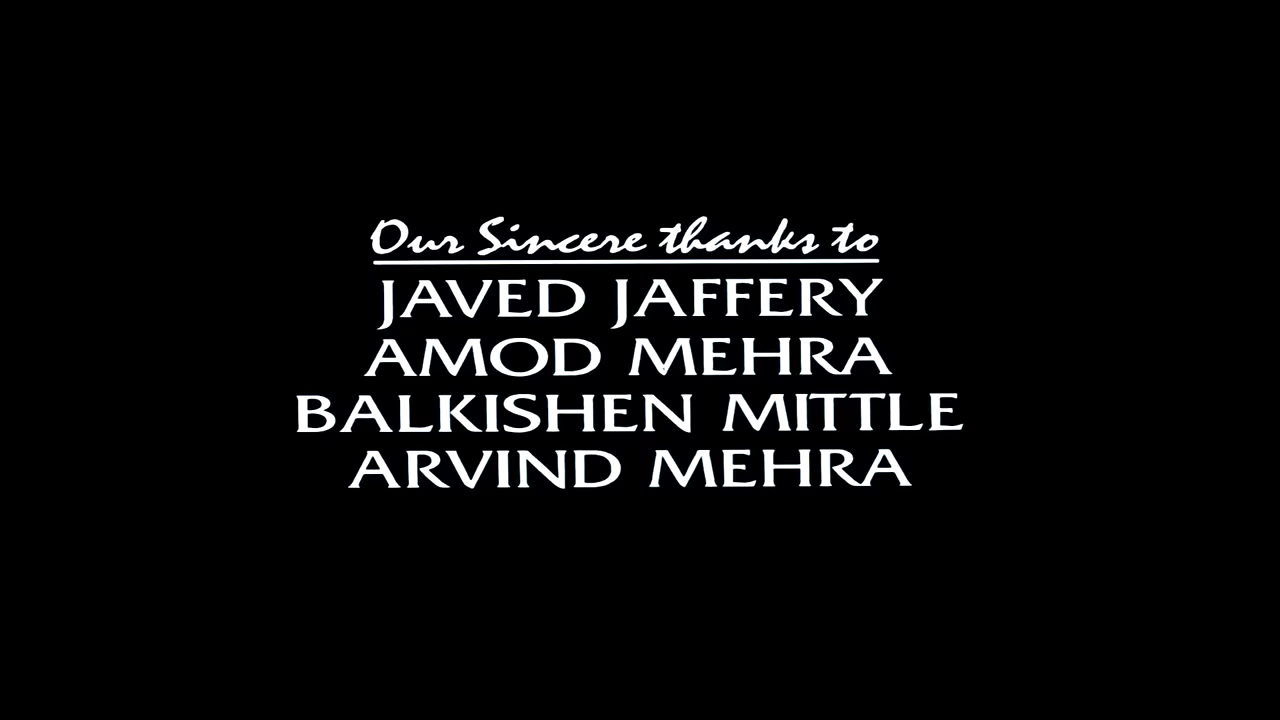 Our Sincere thanks to
JAVED JAFFERY
AMOD MEHRA
BALKISHEN MITTLE
ARVIND MEHRA